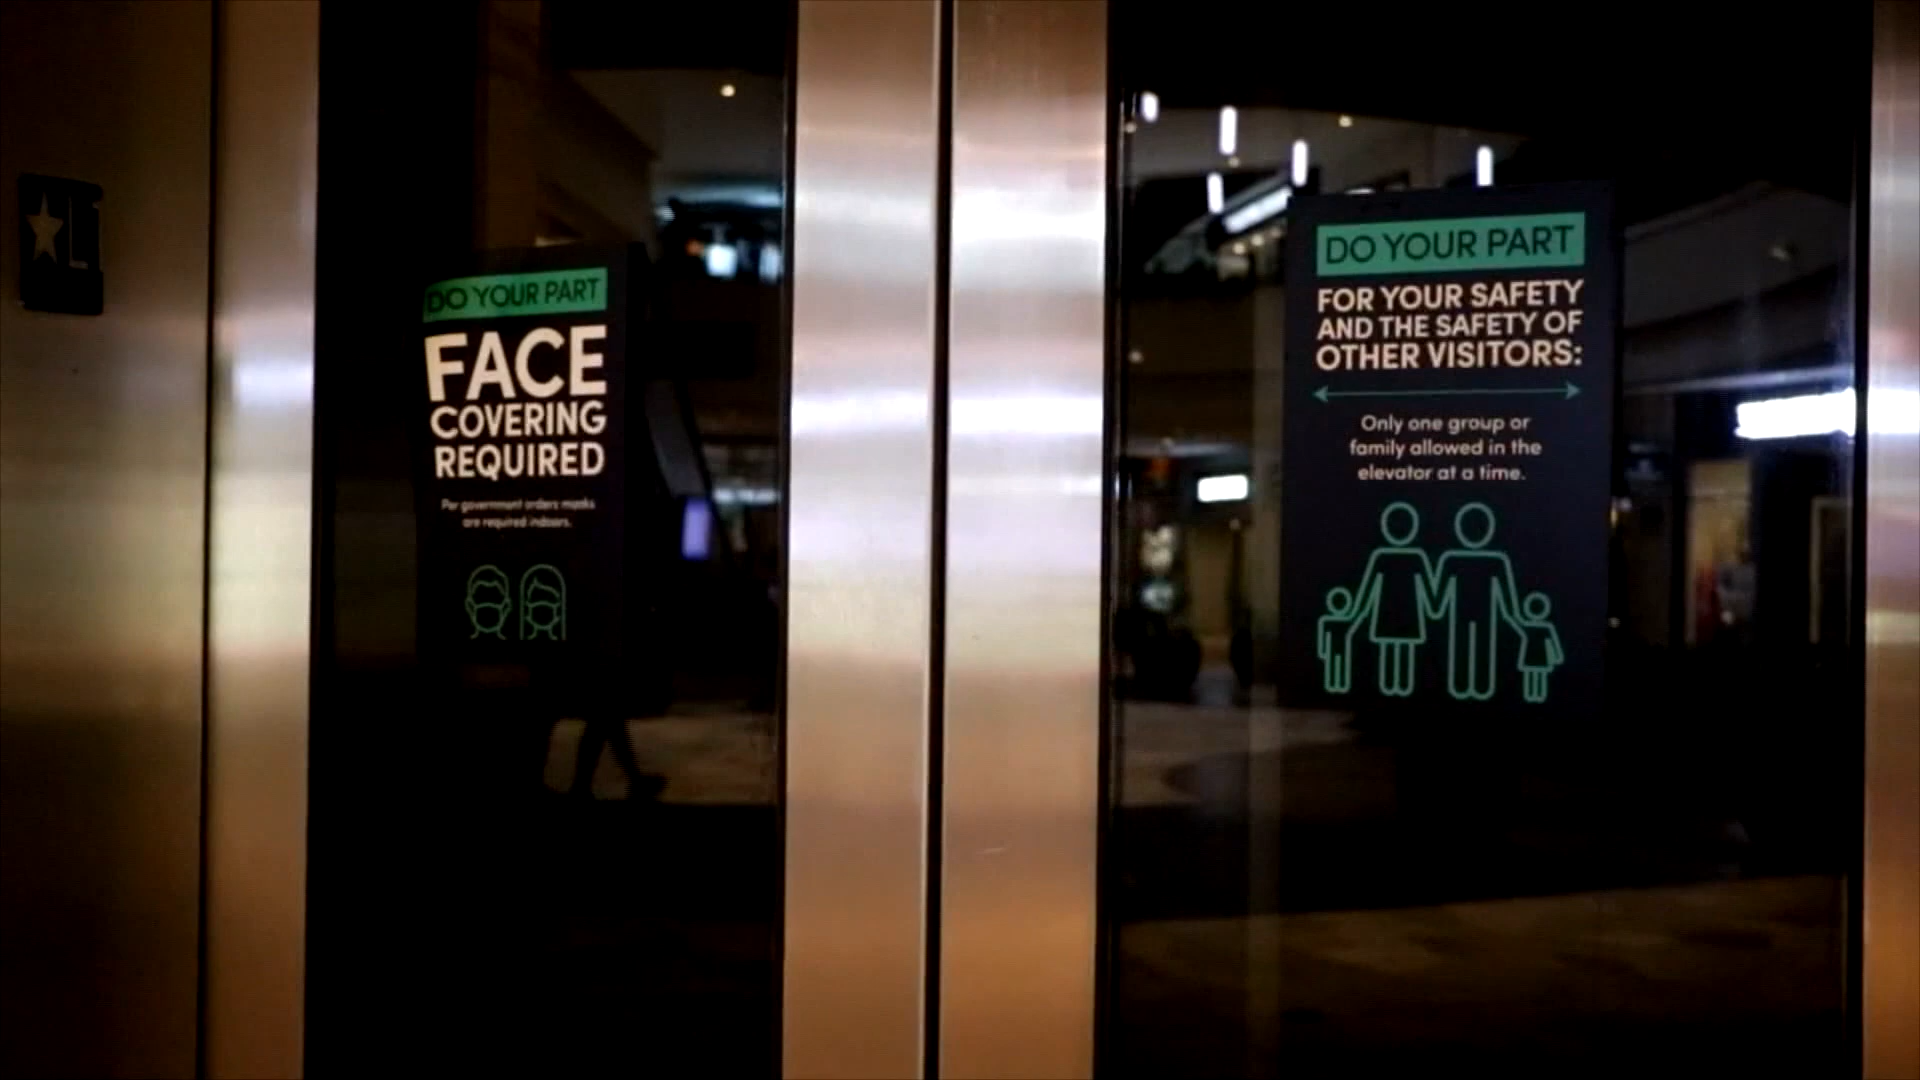 ★L1
DO YOUR PART
FACE
COVERING
REQUIRED
Per government orders masks
are required indoors.
DO YOUR PART
FOR YOUR SAFETY
AND THE SAFETY OF
OTHER VISITORS:
Only one group or
family allowed in the
elevator at a time.